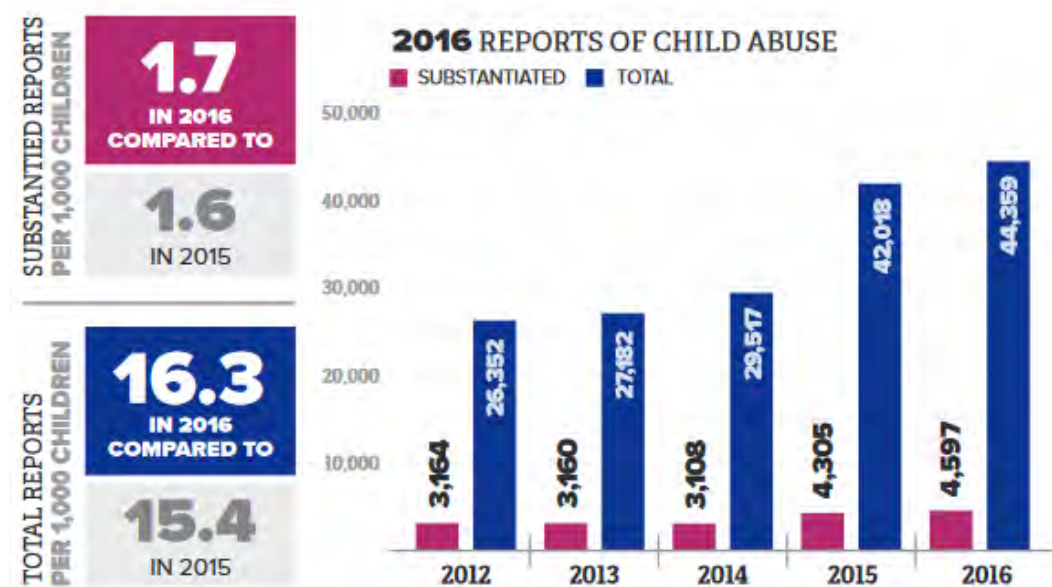 SUBSTANTIED REPORTS
PER 1,000 CHILDREN
1.7
IN 2016
COMPARED TO
1.6
IN 2015
TOTAL REPORTS
PER 1,000 CHILDREN
16.3
IN 2016
COMPARED TO
15.4
IN 2015
2016 REPORTS OF CHILD ABUSE
SUBSTANTIATED TOTAL
50,000
40,000
30,000
20,000
10,000
3,164
26,352
3,160
27,182
3,108
29,517
4,305
42,018
4,597
44,359
2012 2013 2014 2015 2016